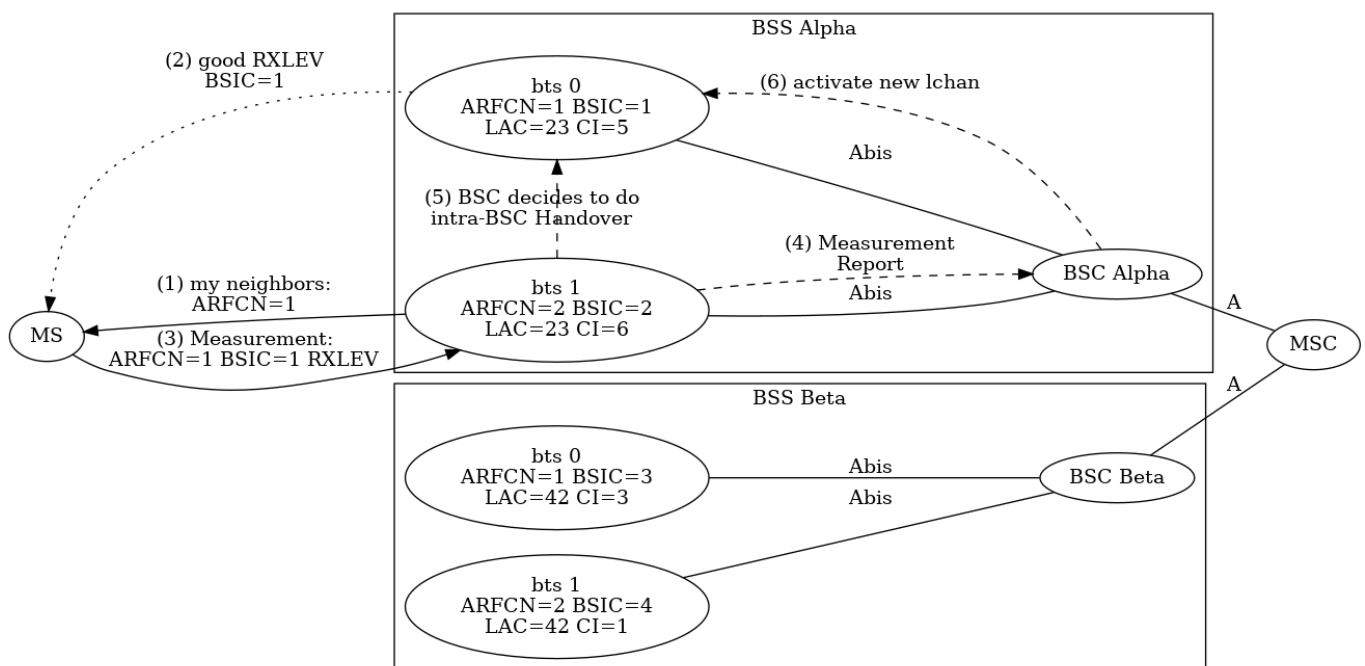 BSS Alpha
(2) good RXLEV
BSIC=1
bts 0
ARFCN=1 BSIC=1
LAC=23 CI=5
(6) activate new lchan
Abis
(5) BSC decides to do
intra-BSC Handover
(4) Measurement
Report
BSC Alpha
(1) my neighbors:
ARFCN=1
bts 1
ARFCN=2 BSIC=2
LAC=23 CI=6
Abis
A
MS
MSC
(3) Measurement:
ARFCN=1 BSIC=1 RXLEV
A
BSS Beta
bts 0
ARFCN=1 BSIC=3
LAC=42 CI=3
Abis
BSC Beta
Abis
bts 1
ARFCN=2 BSIC=4
LAC=42 CI=1